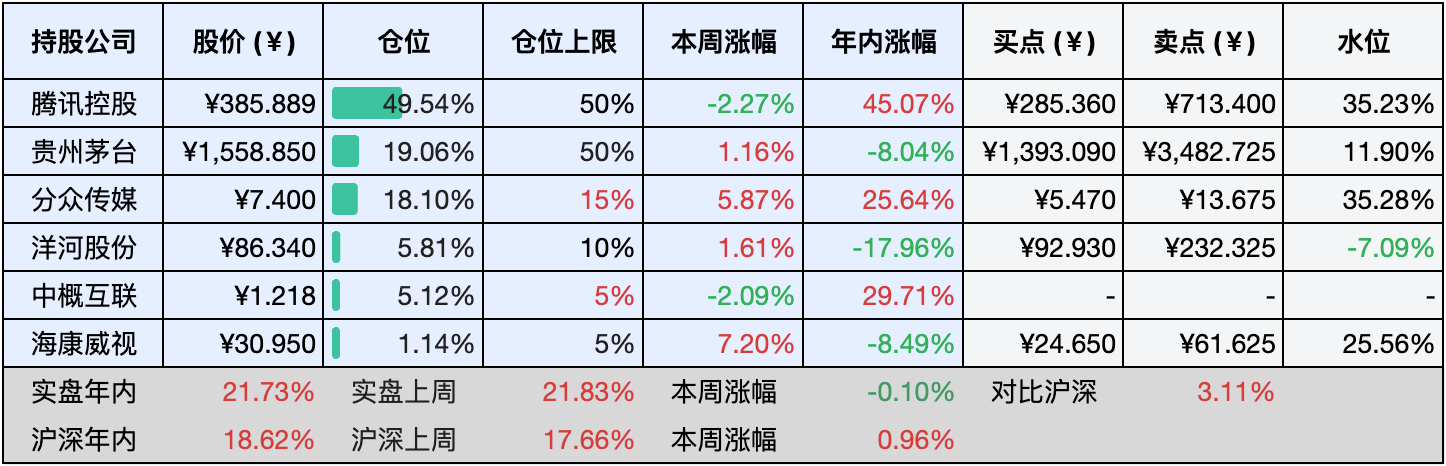 持股公司 股价 (¥) 仓位 仓位上限 本周涨幅 年内涨幅 买点 (¥) 卖点 (¥) 水位
腾讯控股 ¥385.889 49.54% 50% -2.27% 45.07% ¥285.360 ¥713.400 35.23%
贵州茅台 ¥1,558.850 19.06% 50% 1.16% -8.04% ¥1,393.090 ¥3,482.725 11.90%
分众传媒 ¥7.400 18.10% 15% 5.87% 25.64% ¥5.470 ¥13.675 35.28%
洋河股份 ¥86.340 5.81% 10% 1.61% -17.96% ¥92.930 ¥232.325 -7.09%
中概互联 ¥1.218 5.12% 5% -2.09% 29.71% - - -
海康威视 ¥30.950 1.14% 5% 7.20% -8.49% ¥24.650 ¥61.625 25.56%
实盘年内 21.73% 实盘上周 21.83% 本周涨幅 -0.10% 对比沪深 3.11%
沪深年内 18.62% 沪深上周 17.66% 本周涨幅 0.96%